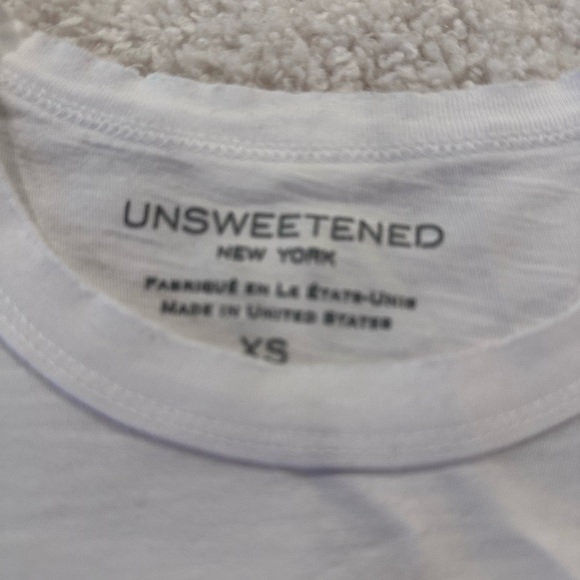 UNSWEETENED
NEW YORK
FABRIQUÉ EN LE ÉTATS-UNIS
MADE IN UNITED STATES
XS